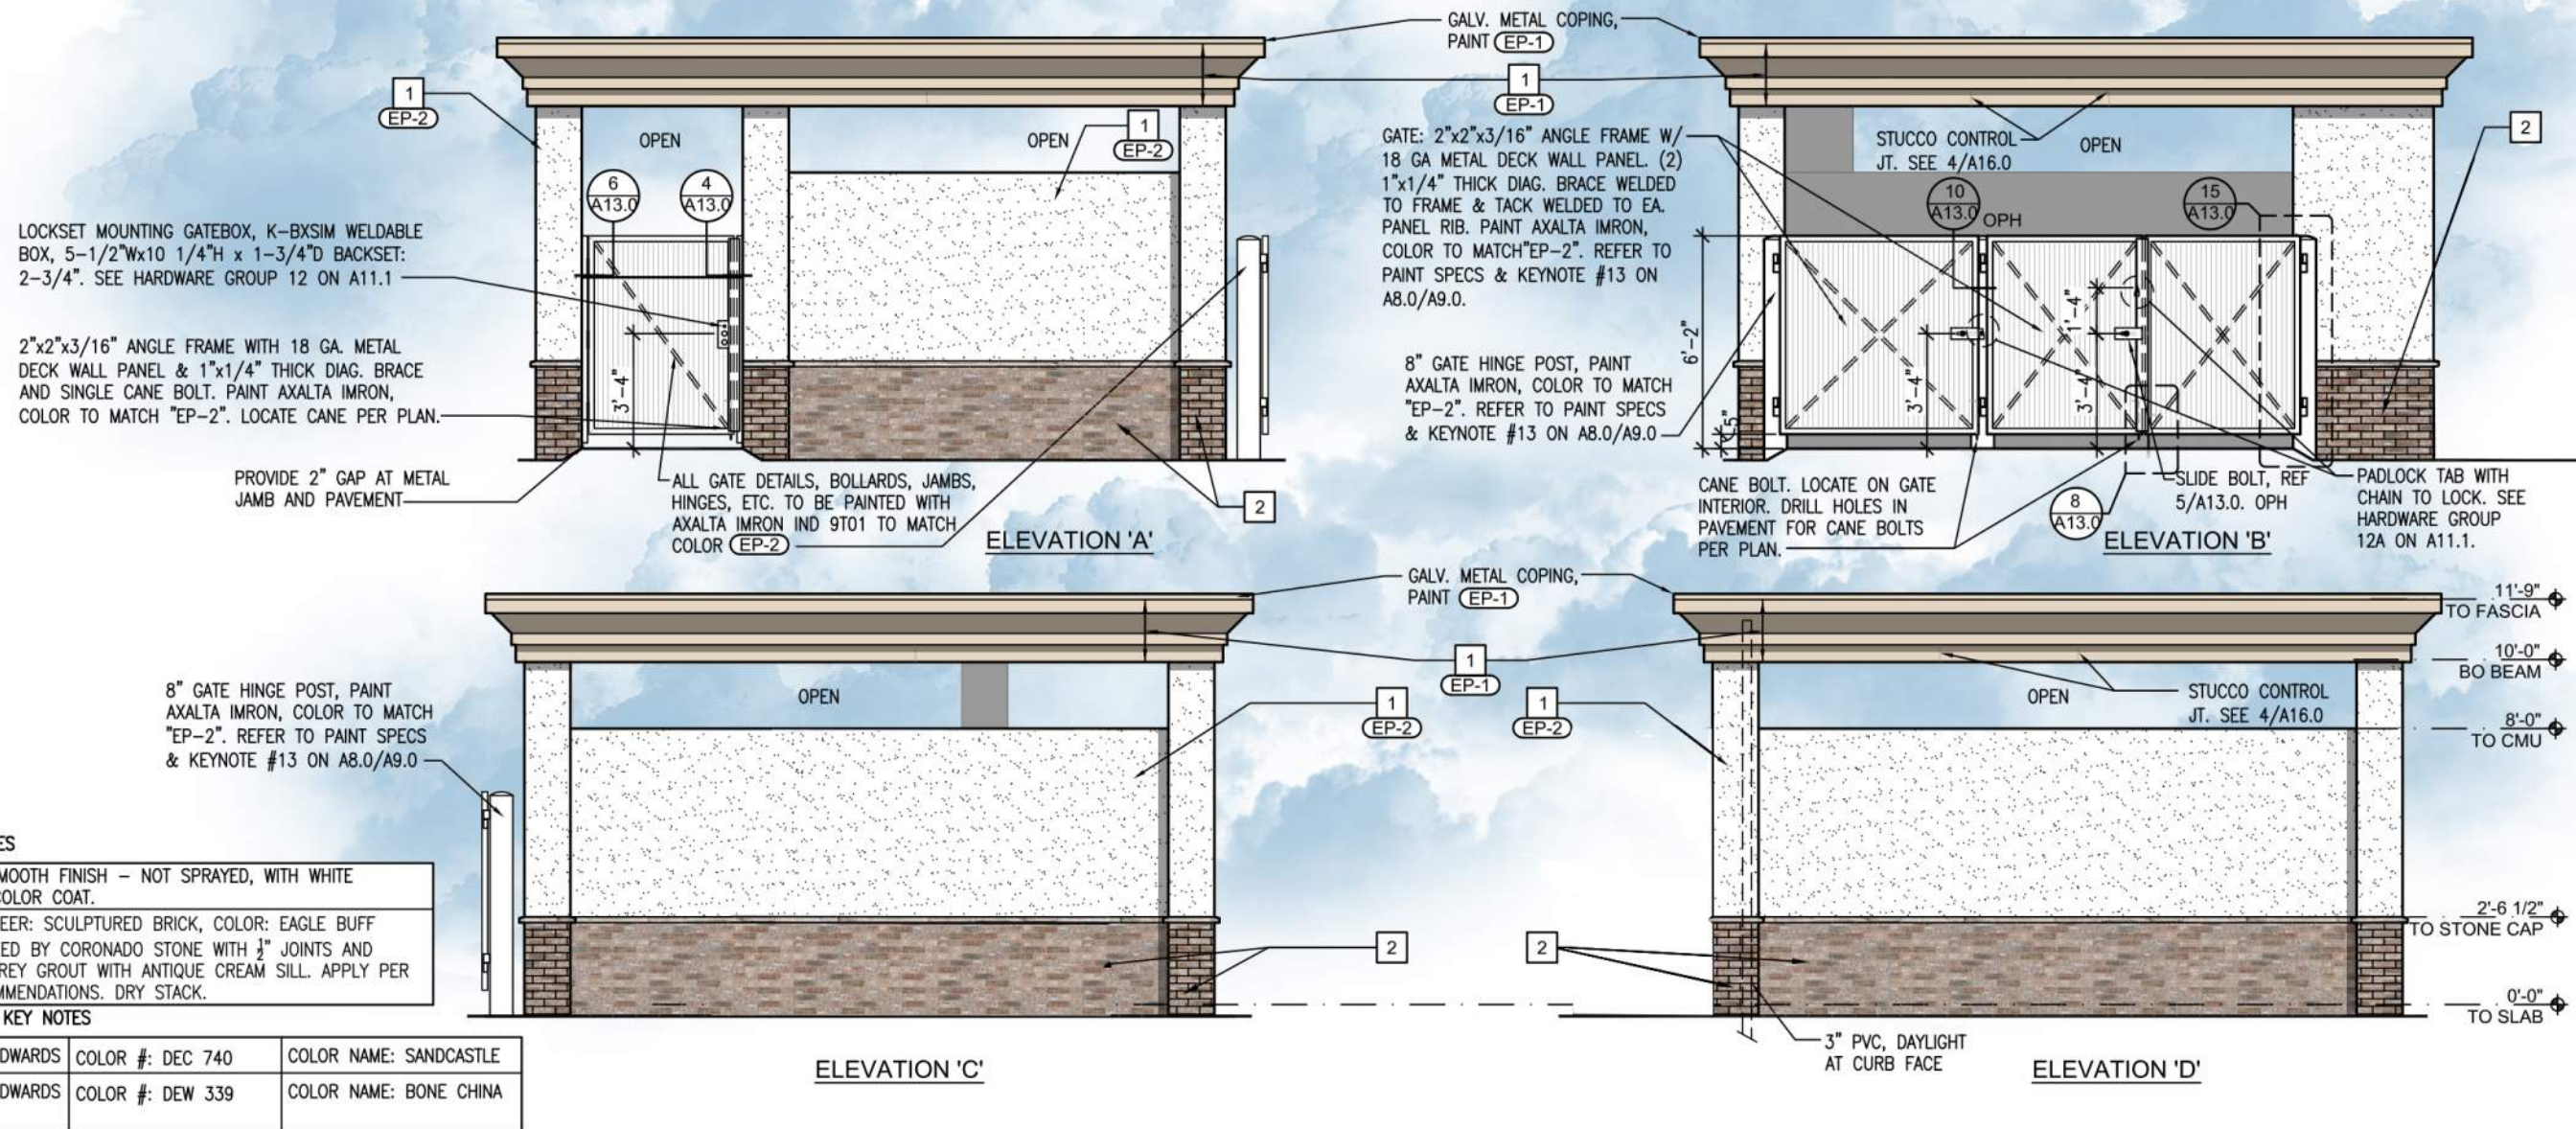 GALV. METAL COPING,
PAINT EP-1
1
EP-1
1
EP-2
OPEN
OPEN
1
EP-2
6
A13.0
4
A13.0
LOCKSET MOUNTING GATEBOX, K-BXSIM WELDABLE
BOX, 5-1/2"Wx10 1/4"H x 1-3/4"D BACKSET:
2-3/4". SEE HARDWARE GROUP 12 ON A11.1
2"x2"x3/16" ANGLE FRAME WITH 18 GA. METAL
DECK WALL PANEL & 1"x1/4" THICK DIAG. BRACE
AND SINGLE CANE BOLT. PAINT AXALTA IMRON,
COLOR TO MATCH "EP-2". LOCATE CANE PER PLAN.
3'-4"
PROVIDE 2" GAP AT METAL
JAMB AND PAVEMENT
ALL GATE DETAILS, BOLLARDS, JAMBS,
HINGES, ETC. TO BE PAINTED WITH
AXALTA IMRON IND 9T01 TO MATCH
COLOR EP-2
2
ELEVATION 'A'
GATE: 2"x2"x3/16" ANGLE FRAME W/
18 GA METAL DECK WALL PANEL. (2)
1"x1/4" THICK DIAG. BRACE WELDED
TO FRAME & TACK WELDED TO EA.
PANEL RIB. PAINT AXALTA IMRON,
COLOR TO MATCH"EP-2". REFER TO
PAINT SPECS & KEYNOTE #13 ON
A8.0/A9.0.
8" GATE HINGE POST, PAINT
AXALTA IMRON, COLOR TO MATCH
"EP-2". REFER TO PAINT SPECS
& KEYNOTE #13 ON A8.0/A9.0
STUCCO CONTROL
JT. SEE 4/A16.0
OPEN
2
10
A13.0
OPH
15
A13.0
6'-2"
5"
3'-4"
3'-4"
1'-4"
CANE BOLT. LOCATE ON GATE
INTERIOR. DRILL HOLES IN
PAVEMENT FOR CANE BOLTS
PER PLAN.
8
A13.0
SLIDE BOLT, REF
5/A13.0. OPH
PADLOCK TAB WITH
CHAIN TO LOCK. SEE
HARDWARE GROUP
12A ON A11.1.
ELEVATION 'B'
GALV. METAL COPING,
PAINT EP-1
1
EP-1
OPEN
1
EP-2
8" GATE HINGE POST, PAINT
AXALTA IMRON, COLOR TO MATCH
"EP-2". REFER TO PAINT SPECS
& KEYNOTE #13 ON A8.0/A9.0
2
ELEVATION 'C'
1
EP-2
OPEN
STUCCO CONTROL
JT. SEE 4/A16.0
2
3" PVC, DAYLIGHT
AT CURB FACE
ELEVATION 'D'
11'-9"
TO FASCIA
10'-0"
BO BEAM
8'-0"
TO CMU
2'-6 1/2"
TO STONE CAP
0'-0"
TO SLAB
ES
MOOTH FINISH – NOT SPRAYED, WITH WHITE
COLOR COAT.
EER: SCULPTURED BRICK, COLOR: EAGLE BUFF
ED BY CORONADO STONE WITH ½" JOINTS AND
REY GROUT WITH ANTIQUE CREAM SILL. APPLY PER
MMENDATIONS. DRY STACK.
KEY NOTES
DWARDS COLOR #: DEC 740 COLOR NAME: SANDCASTLE
DWARDS COLOR #: DEW 339 COLOR NAME: BONE CHINA